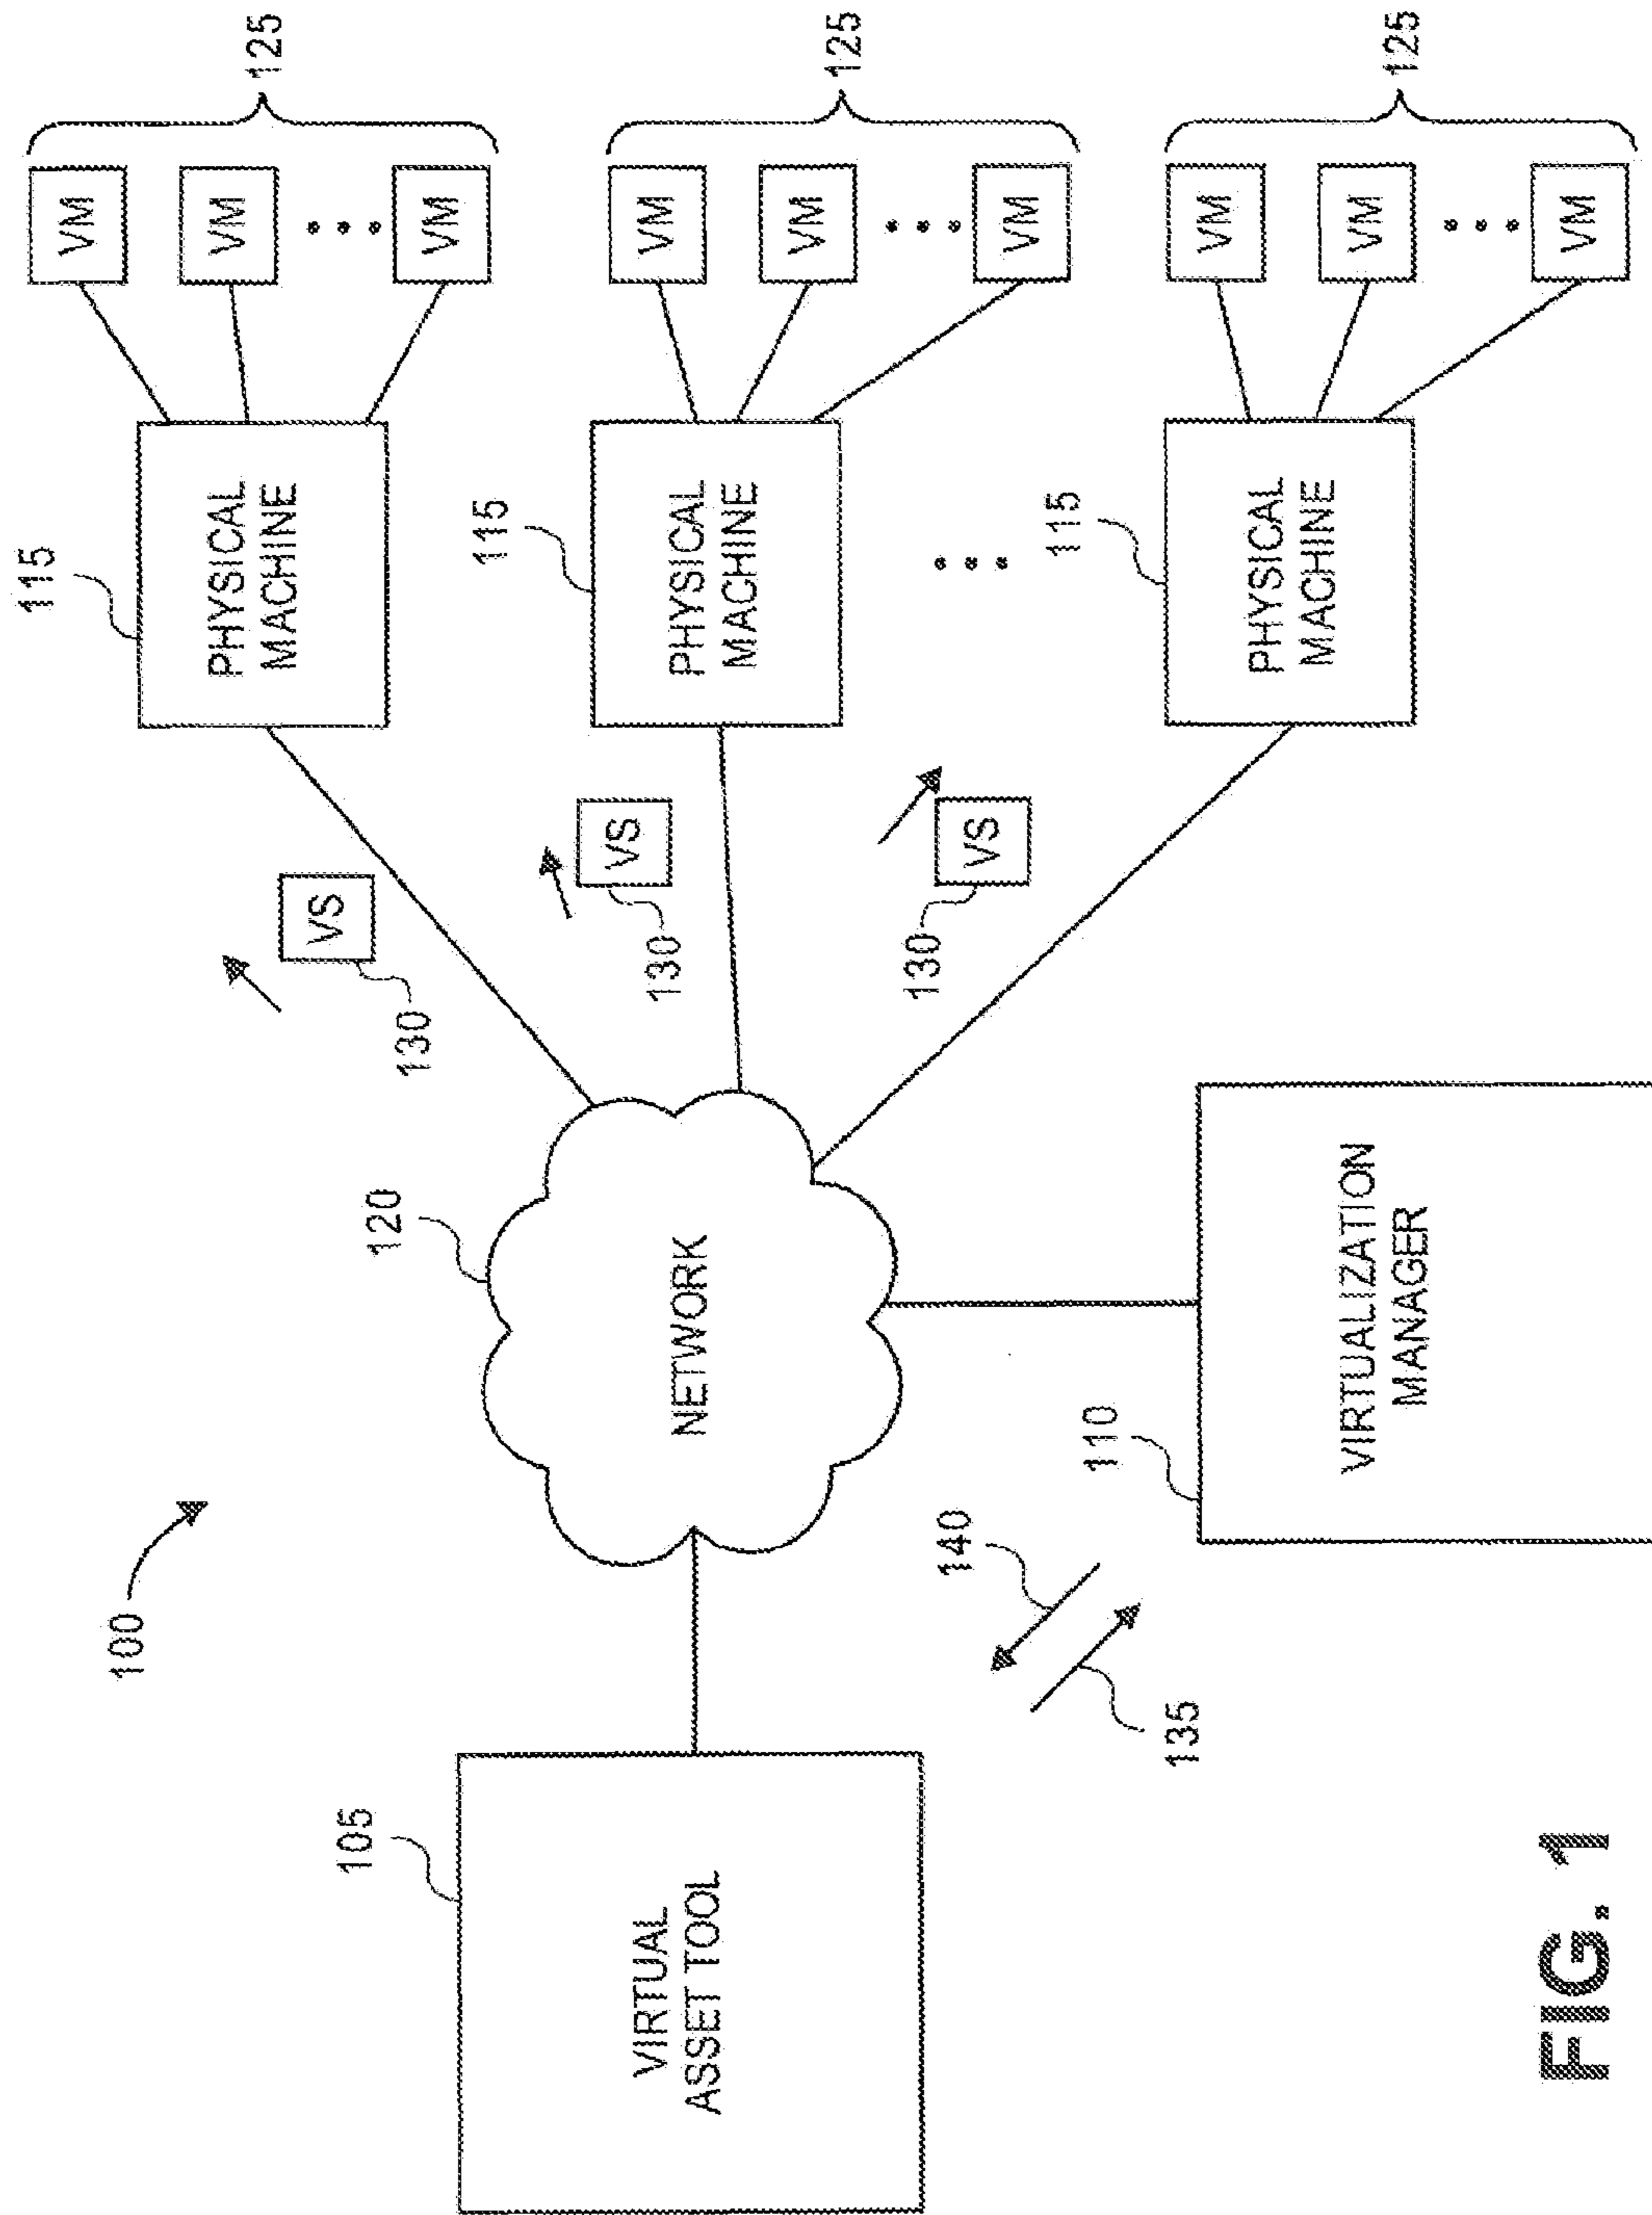 100
115
VM
VM
VM
125
PHYSICAL
MACHINE
VS
130
105
VIRTUAL
ASSET TOOL
120
NETWORK
130
VS
115
PHYSICAL
MACHINE
VM
VM
VM
125
130
VS
140
135
110
VIRTUALIZATION
MANAGER
115
PHYSICAL
MACHINE
VM
VM
VM
125
FIG. 1